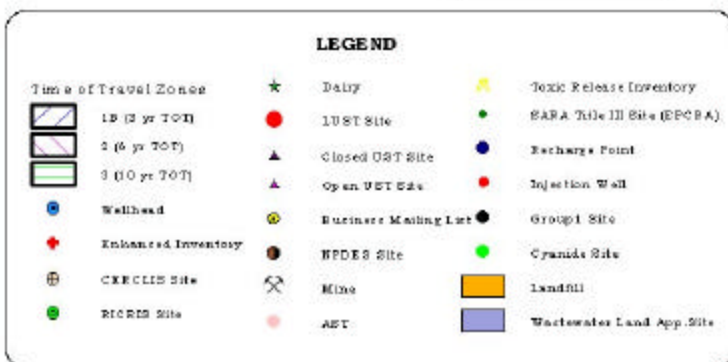 LEGEND
Time of Travel Zones
1B (3 yr TOT)
2 (6 yr TOT)
3 (10 yr TOT)
Wellhead
Enhanced Inventory
CERCLIS Site
RICRIS Site
Dairy
LUST Site
Closed UST Site
Open UST Site
Business Mailing List
NPDES Site
Mine
AST
Toxic Release Inventory
SARA Title III Site (EPCRA)
Recharge Point
Injection Well
Group1 Site
Cyanide Site
Landfill
Wastewater Land App.Site